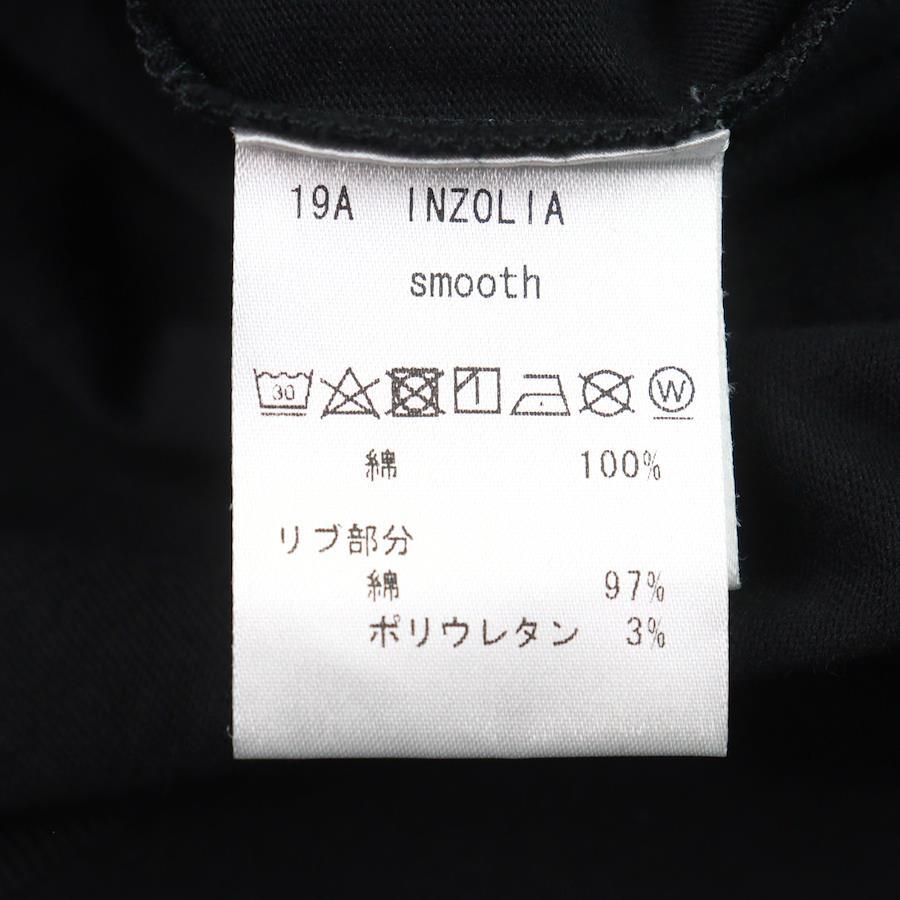 19A INZOLIA
smooth
30 W
綿 100%
リブ部分
綿 97%
ポリウレタン 3%